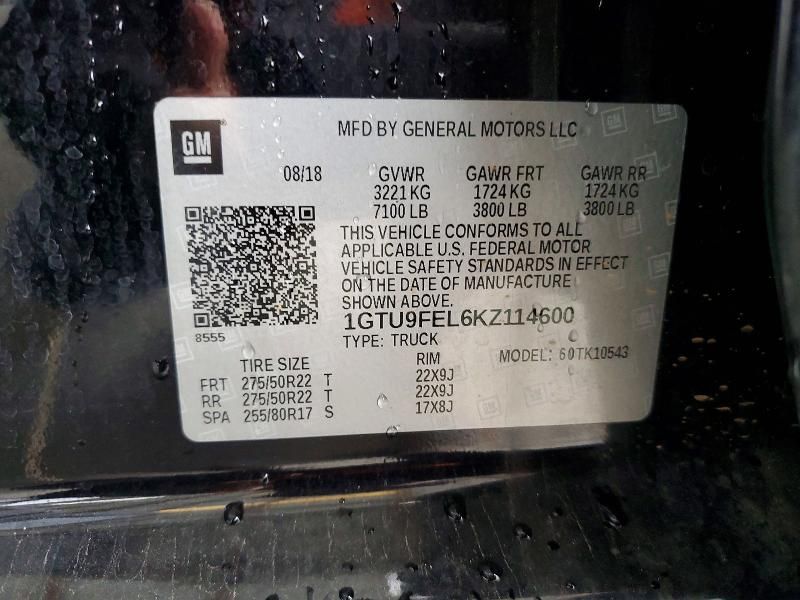 GM
MFD BY GENERAL MOTORS LLC
08/18 GVWR GAWR FRT GAWR RR
3221 KG 1724 KG 1724 KG
7100 LB 3800 LB 3800 LB
THIS VEHICLE CONFORMS TO ALL
APPLICABLE U.S. FEDERAL MOTOR
VEHICLE SAFETY STANDARDS IN EFFECT
ON THE DATE OF MANUFACTURE
SHOWN ABOVE.
8555
1GTU9FEL6KZ114600
TYPE: TRUCK
TIRE SIZE RIM MODEL: 60TK10543
FRT 275/50R22 T 22X9J
RR 275/50R22 T 22X9J
SPA 255/80R17 S 17X8J